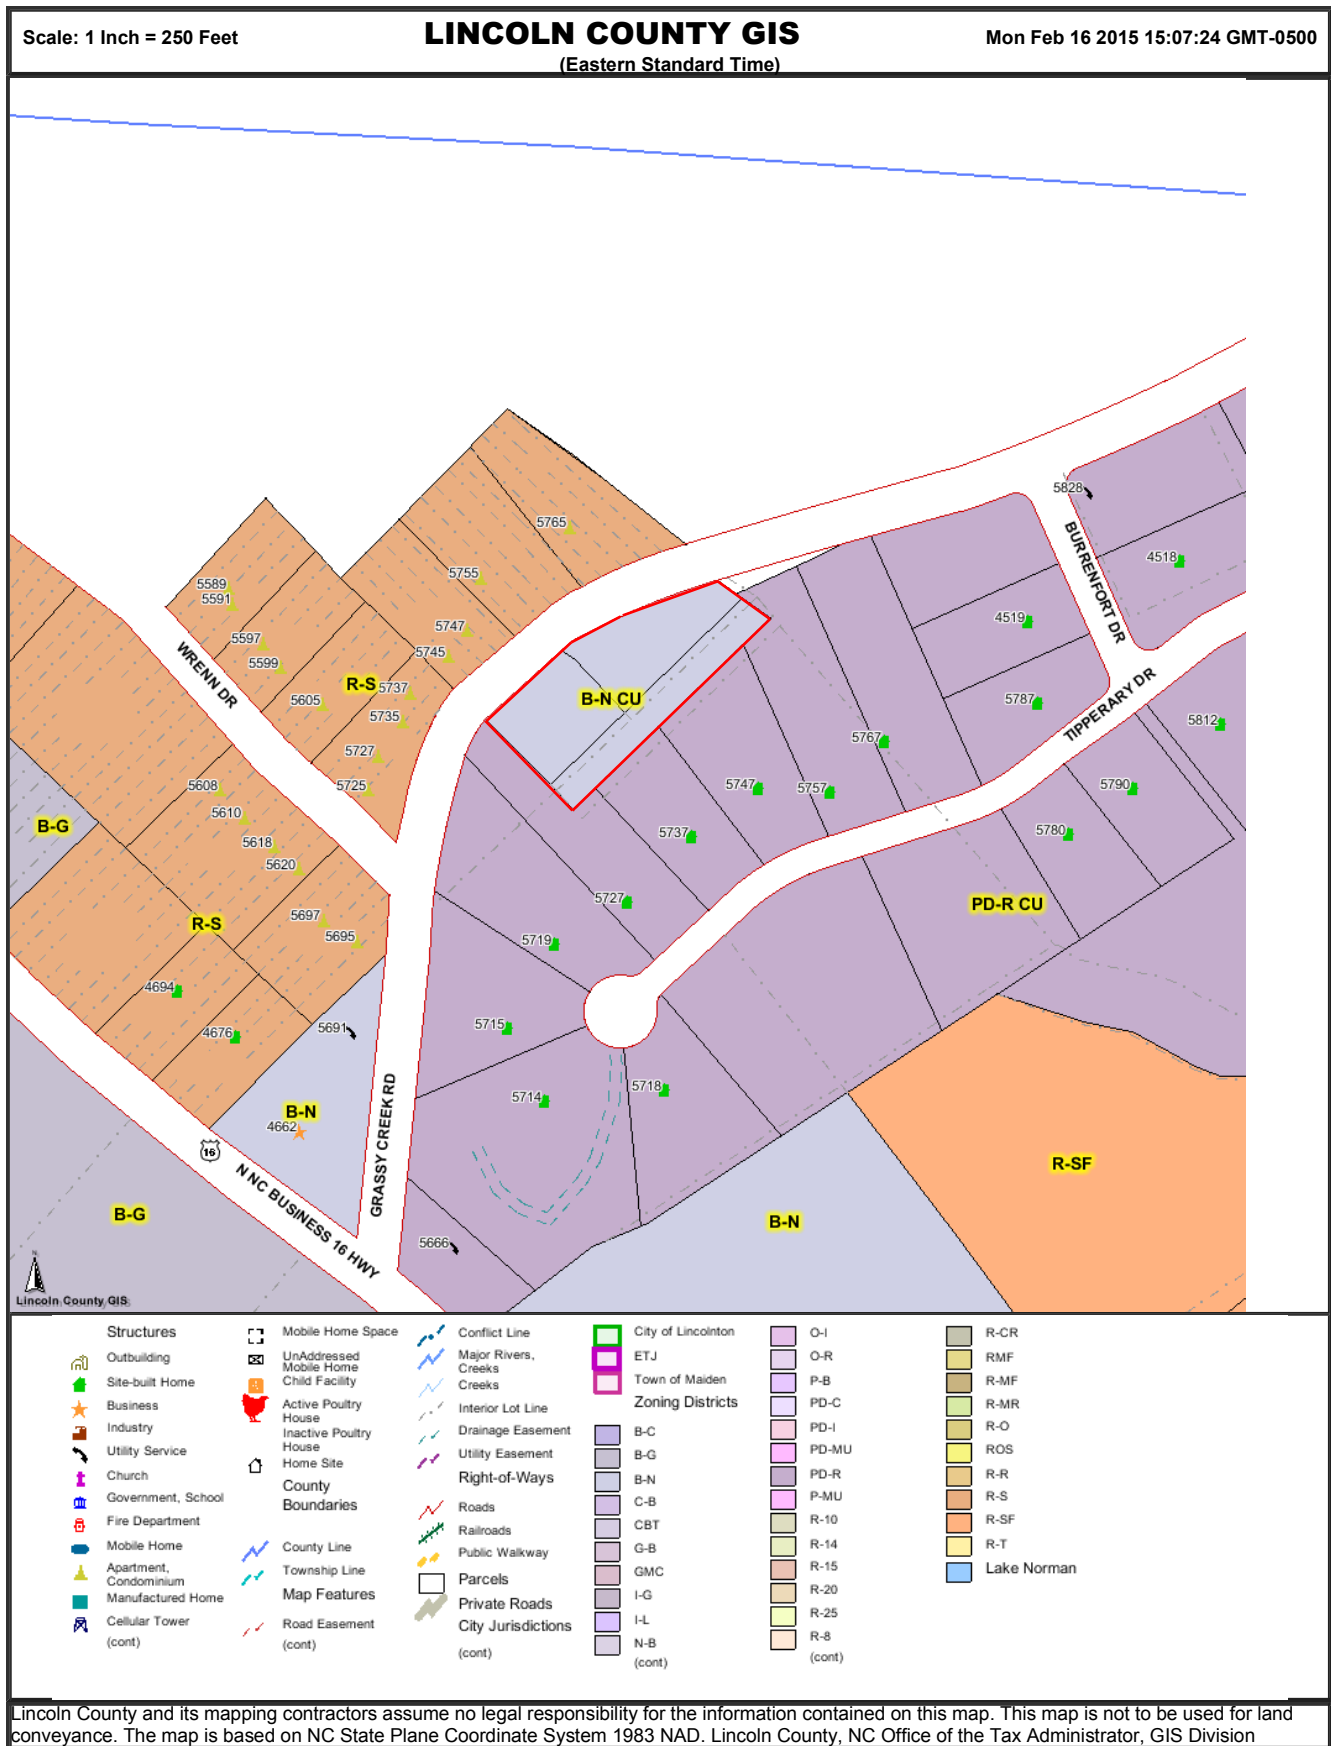 Scale: 1 Inch = 250 Feet
LINCOLN COUNTY GIS
(Eastern Standard Time)
Mon Feb 16 2015 15:07:24 GMT-0500
5765
5755
5747
5745
5737
5735
5727
5725
5589
5591
5597
5599
5605
R-S
WRENN DR
B-N CU
5828
4518
BURRENFORT DR
4519
5787
TIPPERARY DR
5812
5767
5747
5757
5790
5780
5737
5727
5719
5608
5610
5618
5620
B-G
R-S
5697
5695
PD-R CU
4694
4676
5691
5715
5714
5718
B-N
4662
16
N NC BUSINESS 16 HWY
GRASSY CREEK RD
R-SF
B-N
B-G
5666
N
Lincoln County GIS
Structures
Outbuilding
Site-built Home
Business
Industry
Utility Service
Church
Government, School
Fire Department
Mobile Home
Apartment,
Condominium
Manufactured Home
Cellular Tower
(cont)
Mobile Home Space
UnAddressed
Mobile Home
Child Facility
Active Poultry
House
Inactive Poultry
House
Home Site
County
Boundaries
County Line
Township Line
Map Features
Road Easement
(cont)
Conflict Line
Major Rivers,
Creeks
Creeks
Interior Lot Line
Drainage Easement
Utility Easement
Right-of-Ways
Roads
Railroads
Public Walkway
Parcels
Private Roads
City Jurisdictions
(cont)
City of Lincolnton
ETJ
Town of Maiden
Zoning Districts
B-C
B-G
B-N
C-B
CBT
G-B
GMC
I-G
I-L
N-B
(cont)
O-I
O-R
P-B
PD-C
PD-I
PD-MU
PD-R
P-MU
R-10
R-14
R-15
R-20
R-25
R-8
(cont)
R-CR
RMF
R-MF
R-MR
R-O
ROS
R-R
R-S
R-SF
R-T
Lake Norman
Lincoln County and its mapping contractors assume no legal responsibility for the information contained on this map. This map is not to be used for land
conveyance. The map is based on NC State Plane Coordinate System 1983 NAD. Lincoln County, NC Office of the Tax Administrator, GIS Division